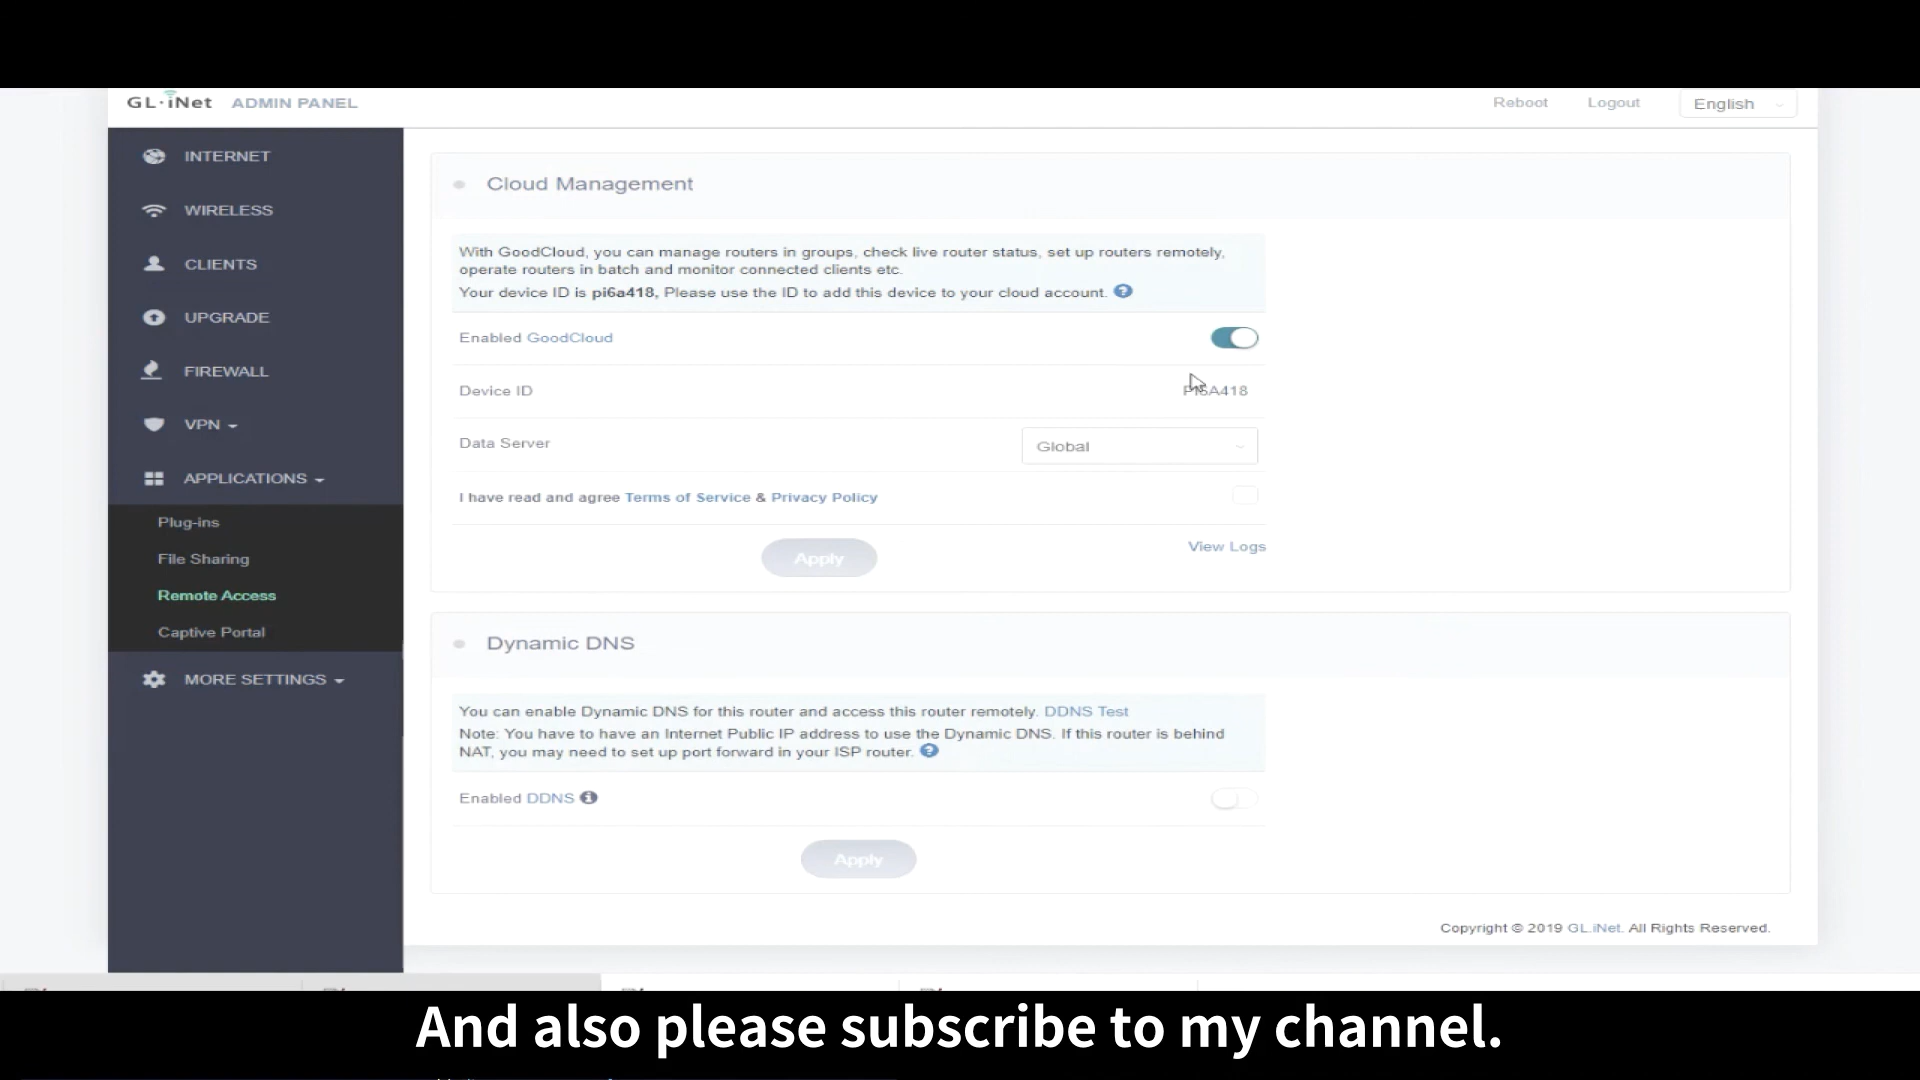 GL·iNet ADMIN PANEL
Reboot
Logout
English
INTERNET
WIRELESS
CLIENTS
UPGRADE
FIREWALL
VPN
APPLICATIONS
Plug-ins
File Sharing
Remote Access
Captive Portal
MORE SETTINGS
Cloud Management
With GoodCloud, you can manage routers in groups, check live router status, set up routers remotely,
operate routers in batch and monitor connected clients etc.
Your device ID is pi6a418, Please use the ID to add this device to your cloud account.
Enabled GoodCloud
Device ID
PI6A418
Data Server
Global
I have read and agree Terms of Service & Privacy Policy
View Logs
Apply
Dynamic DNS
You can enable Dynamic DNS for this router and access this router remotely. DDNS Test
Note: You have to have an Internet Public IP address to use the Dynamic DNS. If this router is behind
NAT, you may need to set up port forward in your ISP router.
Enabled DDNS
Apply
Copyright © 2019 GL.iNet. All Rights Reserved.
And also please subscribe to my channel.